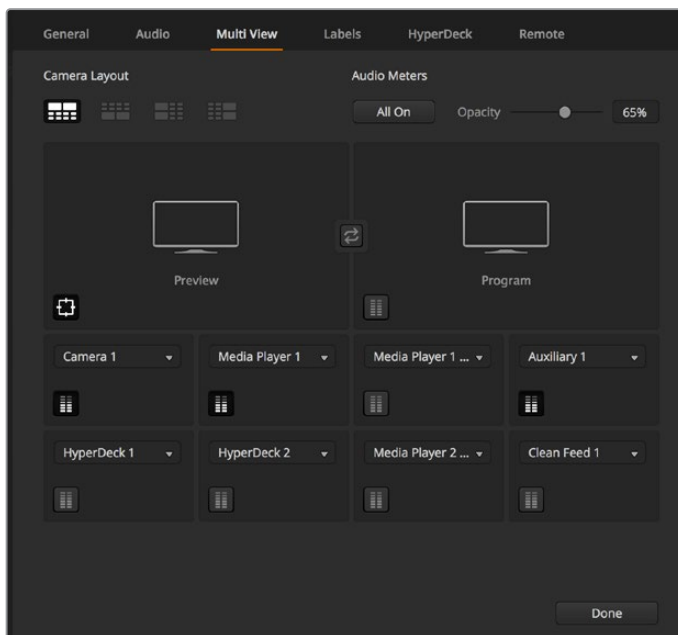 General Audio Multi View Labels HyperDeck Remote
Camera Layout Audio Meters
All On Opacity 65%
Preview Program
Camera 1 Media Player 1 Media Player 1 ... Auxiliary 1
HyperDeck 1 HyperDeck 2 Media Player 2 ... Clean Feed 1
Done